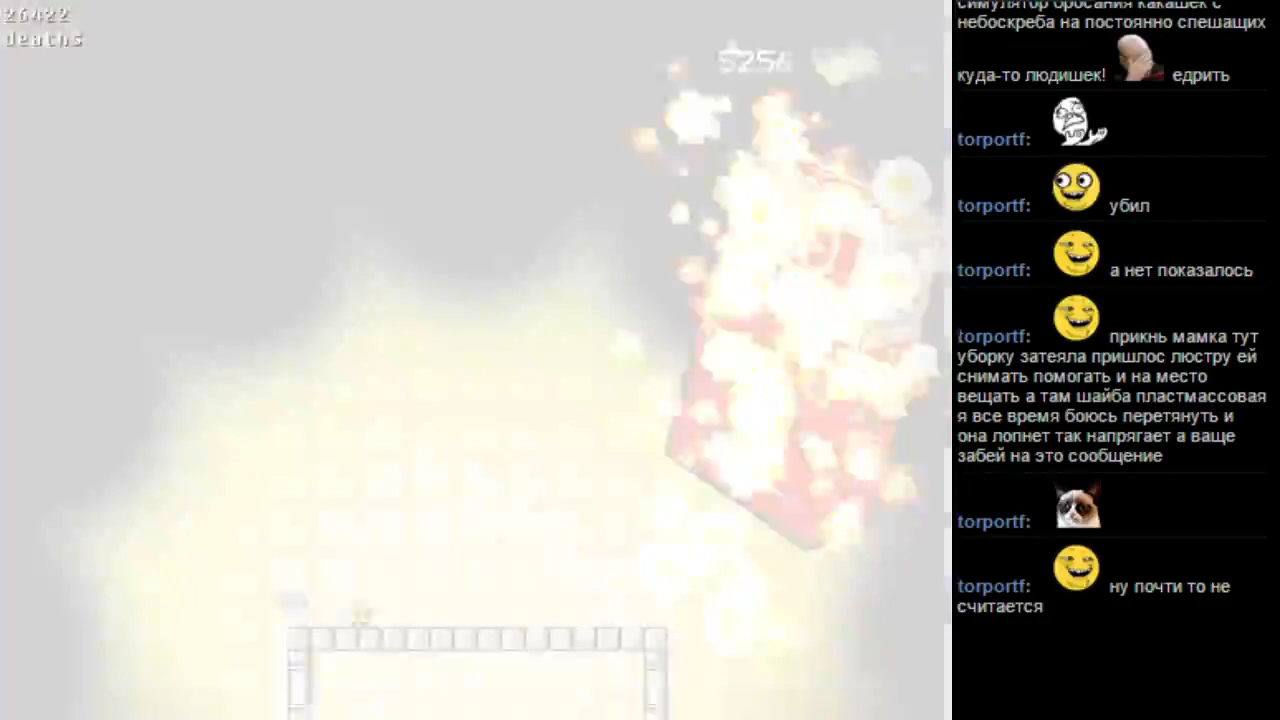 26422
deaths
5256
симулятор бросания какашек с
небоскреба на постоянно спешащих
куда-то людишек! едрить
torportf:
torportf: убил
torportf: а нет показалось
torportf: прикнь мамка тут
уборку затеяла пришлос люстру ей
снимать помогать и на место
вещать а там шайба пластмассовая
я все время боюсь перетянуть и
она лопнет так напрягает а ваще
забей на это сообщение
torportf:
torportf: ну почти то не
считается